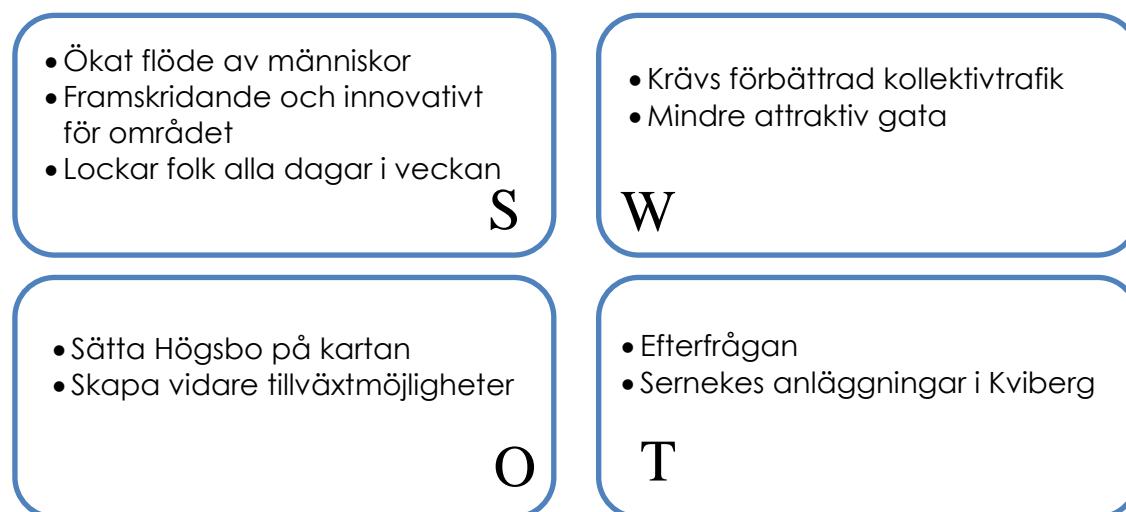 • Ökat flöde av människor
• Framskridande och innovativt
för området
• Lockar folk alla dagar i veckan
S
• Krävs förbättrad kollektivtrafik
• Mindre attraktiv gata
W
• Sätta Högsbo på kartan
• Skapa vidare tillväxtmöjligheter
O
• Efterfrågan
• Sernekes anläggningar i Kviberg
T